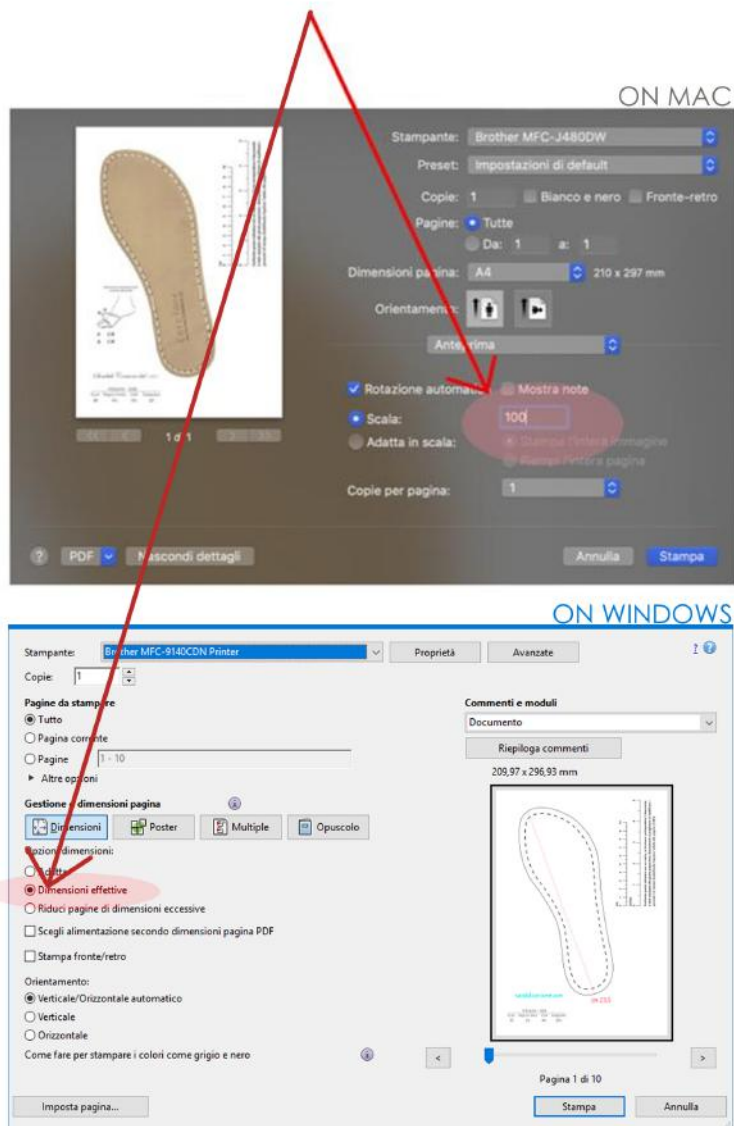 ON MAC
Stampante: Brother MFC-J480DW
Preset: Impostazioni di default
Copie: 1 Bianco e nero Fronte-retro
Pagine: Tutte
Da: 1 a: 1
Dimensioni pagina: A4 210 x 297 mm
Orientamento:
Anteprima
Rotazione automatica Mostra note
Scala: 100
Adatta in scala: Stampa l'intera immagine
Riempi l'intera pagina
1 di 1
Copie per pagina: 1
? PDF Nascondi dettagli Annulla Stampa
ON WINDOWS
Stampante: Brother MFC-9140CDN Printer Proprietà Avanzate ? ?
Copie: 1
Pagine da stampare
Tutto
Pagina corrente
Pagine 1 - 10
Altre opzioni
Gestione e dimensioni pagina
Dimensioni Poster Multiple Opuscolo
Opzioni dimensioni:
Adatta
Dimensioni effettive
Riduci pagine di dimensioni eccessive
Scegli alimentazione secondo dimensioni pagina PDF
Stampa fronte/retro
Orientamento:
Verticale/Orizzontale automatico
Verticale
Orizzontale
Come fare per stampare i colori come grigio e nero
Imposta pagina...
Commenti e moduli
Documento
Riepiloga commenti
209,97 x 296,93 mm
< >
Pagina 1 di 10
Stampa Annulla